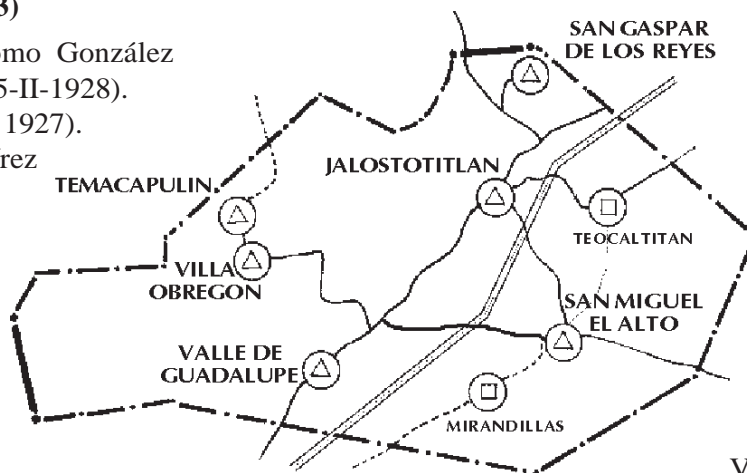 3)
omo González
5-II-1928).
1927).
rez
SAN GASPAR
DE LOS REYES
JALOSTOTITLAN
TEMACAPULIN
TEOCALTITAN
VILLA
OBREGON
SAN MIGUEL
EL ALTO
VALLE DE
GUADALUPE
MIRANDILLAS
V